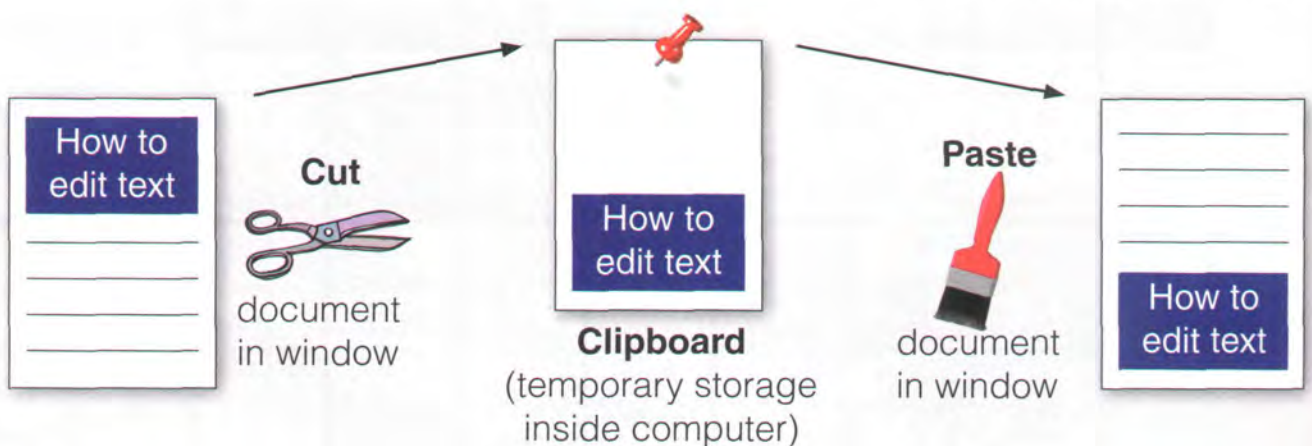 How to
edit text
Cut
document
in window
How to
edit text
Clipboard
(temporary storage
inside computer)
Paste
document
in window
How to
edit text